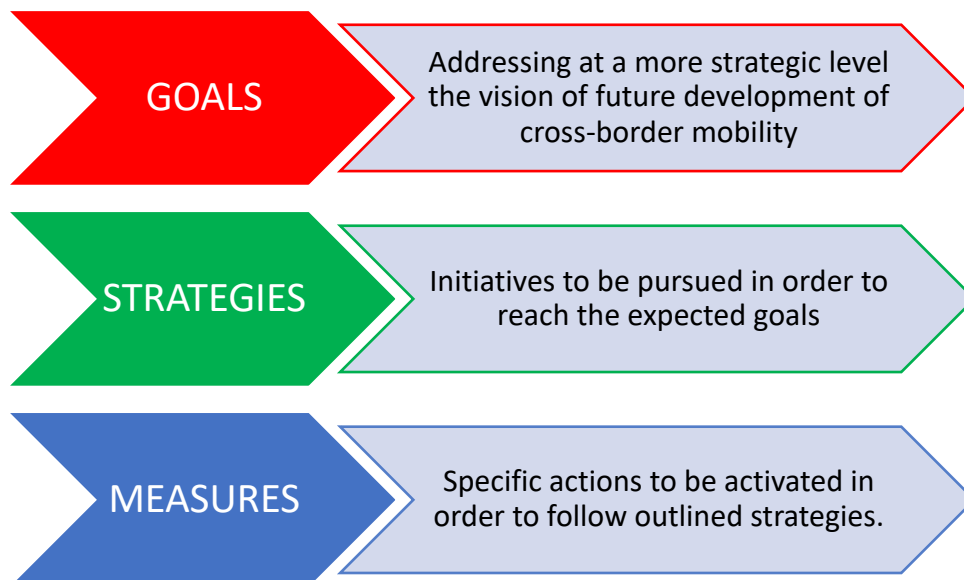 GOALS
Addressing at a more strategic level
the vision of future development of
cross-border mobility
STRATEGIES
Initiatives to be pursued in order to
reach the expected goals
MEASURES
Specific actions to be activated in
order to follow outlined strategies.